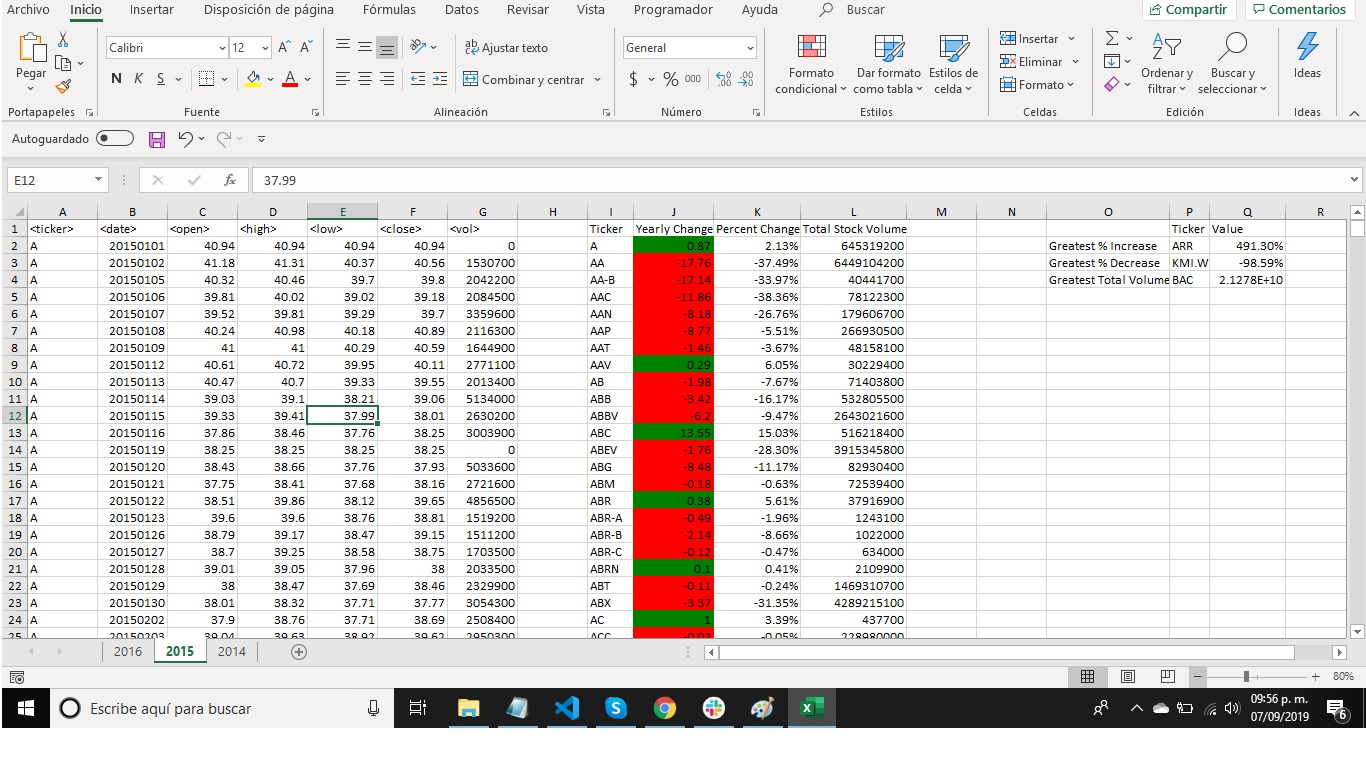 Archivo Inicio Insertar Disposición de página Fórmulas Datos Revisar Vista Programador Ayuda Buscar Compartir Comentarios
Pegar Calibri 12 N K S A ab Ajustar texto Combinar y centrar General $ % 000 Formato condicional Dar formato como tabla Estilos de celda Insertar Eliminar Formato Ordenar y filtrar Buscar y seleccionar Ideas
Portapapeles Fuente Alineación Número Estilos Celdas Edición Ideas
Autoguardado
E12 fx 37.99
A B C D E F G H I J K L M N O P Q R
1 <ticker> <date> <open> <high> <low> <close> <vol> Ticker Yearly Change Percent Change Total Stock Volume Ticker Value
2 A 20150101 40.94 40.94 40.94 40.94 0 A 0.87 2.13% 645319200 Greatest % Increase ARR 491.30%
3 A 20150102 41.18 41.31 40.37 40.56 1530700 AA -17.76 -37.49% 6449104200 Greatest % Decrease KMI.W -98.59%
4 A 20150105 40.32 40.46 39.7 39.8 2042200 AA-B -17.14 -33.97% 40441700 Greatest Total Volume BAC 2.1278E+10
5 A 20150106 39.81 40.02 39.02 39.18 2084500 AAC -11.86 -38.36% 78122300
6 A 20150107 39.52 39.81 39.29 39.7 3359600 AAN -8.18 -26.76% 179606700
7 A 20150108 40.24 40.98 40.18 40.89 2116300 AAP -8.77 -5.51% 266930500
8 A 20150109 41 41 40.29 40.59 1644900 AAT -1.46 -3.67% 48158100
9 A 20150112 40.61 40.72 39.95 40.11 2771100 AAV 0.29 6.05% 30229400
10 A 20150113 40.47 40.7 39.33 39.55 2013400 AB -1.98 -7.67% 71403800
11 A 20150114 39.03 39.1 38.21 39.06 5134000 ABB -3.42 -16.17% 532805500
12 A 20150115 39.33 39.41 37.99 38.01 2630200 ABBV -6.2 -9.47% 2643021600
13 A 20150116 37.86 38.46 37.76 38.25 3003900 ABC 13.55 15.03% 516218400
14 A 20150119 38.25 38.25 38.25 38.25 0 ABEV -1.76 -28.30% 3915345800
15 A 20150120 38.43 38.66 37.76 37.93 5033600 ABG -8.48 -11.17% 82930400
16 A 20150121 37.75 38.41 37.68 38.16 2721600 ABM -0.18 -0.63% 72539400
17 A 20150122 38.51 39.86 38.12 39.65 4856500 ABR 0.38 5.61% 37916900
18 A 20150123 39.6 39.6 38.76 38.81 1519200 ABR-A -0.49 -1.96% 1243100
19 A 20150126 38.79 39.17 38.47 39.15 1511200 ABR-B -2.14 -8.66% 1022000
20 A 20150127 38.7 39.25 38.58 38.75 1703500 ABR-C -0.12 -0.47% 634000
21 A 20150128 39.01 39.05 37.96 38 2033500 ABRN 0.1 0.41% 2109900
22 A 20150129 38 38.47 37.69 38.46 2329900 ABT -0.11 -0.24% 1469310700
23 A 20150130 38.01 38.32 37.71 37.77 3054300 ABX -3.37 -31.35% 4289215100
24 A 20150202 37.9 38.76 37.71 38.69 2508400 AC 1 3.39% 437700
25 A 20150203 39.04 39.63 38.92 39.62 2950300 ACC -0.02 -0.05% 228980000
2016 2015 2014
80%
Escribe aquí para buscar 09:56 p. m.
07/09/2019 6